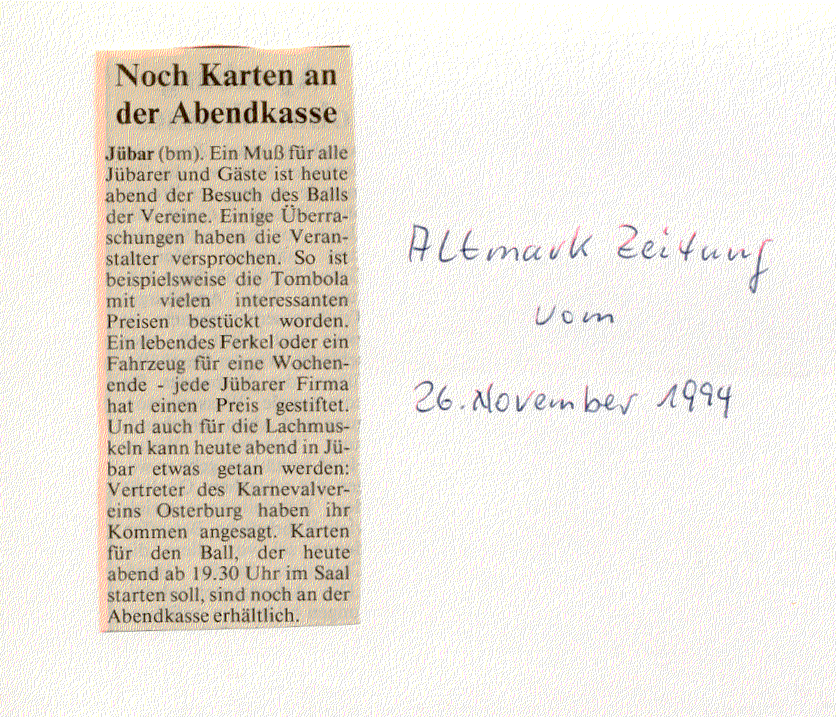 Noch Karten an
der Abendkasse
Jübar (bm). Ein Muß für alle
Jübarer und Gäste ist heute
abend der Besuch des Balls
der Vereine. Einige Überra-
schungen haben die Veran-
stalter versprochen. So ist
beispielsweise die Tombola
mit vielen interessanten
Preisen bestückt worden.
Ein lebendes Ferkel oder ein
Fahrzeug für eine Wochen-
ende - jede Jübarer Firma
hat einen Preis gestiftet.
Und auch für die Lachmus-
keln kann heute abend in Jü-
bar etwas getan werden:
Vertreter des Karnevalver-
eins Osterburg haben ihr
Kommen angesagt. Karten
für den Ball, der heute
abend ab 19.30 Uhr im Saal
starten soll, sind noch an der
Abendkasse erhältlich.
Altmark Zeitung
vom
26. November 1994